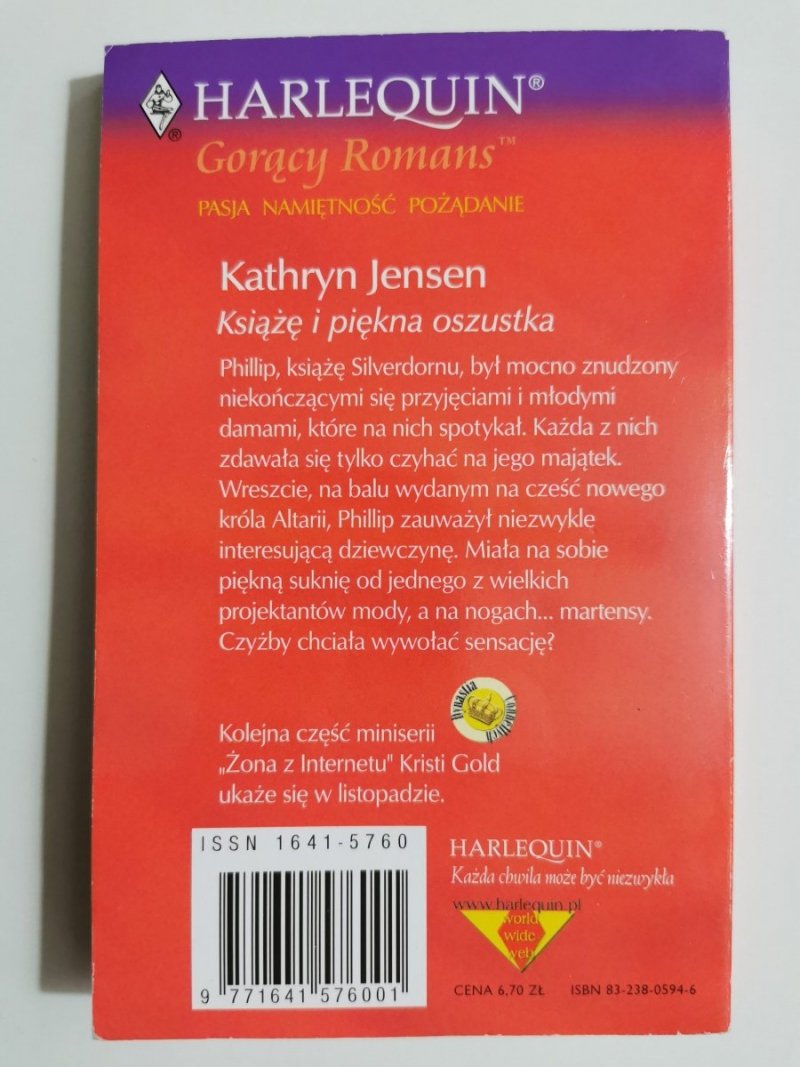 HARLEQUIN®
®
Gorący Romans™
PASJA NAMIĘTNOŚĆ POŻĄDANIE
Kathryn Jensen
Książę i piękna oszustka
Phillip, książę Silverdornu, był mocno znudzony
niekończącymi się przyjęciami i młodymi
damami, które na nich spotykał. Każda z nich
zdawała się tylko czyhać na jego majątek.
Wreszcie, na balu wydanym na cześć nowego
króla Altarii, Phillip zauważył niezwykle
interesującą dziewczynę. Miała na sobie
piękną suknię od jednego z wielkich
projektantów mody, a na nogach... martensy.
Czyżby chciała wywołać sensację?
Dynastia Connellych
Kolejna część miniserii
„Żona z Internetu" Kristi Gold
ukaże się w listopadzie.
ISSN 1641-5760
9 771641 576001
HARLEQUIN®
Każda chwila może być niezwykła
www.harlequin.pl
world
wide
web
CENA 6,70 ZŁ ISBN 83-238-0594-6